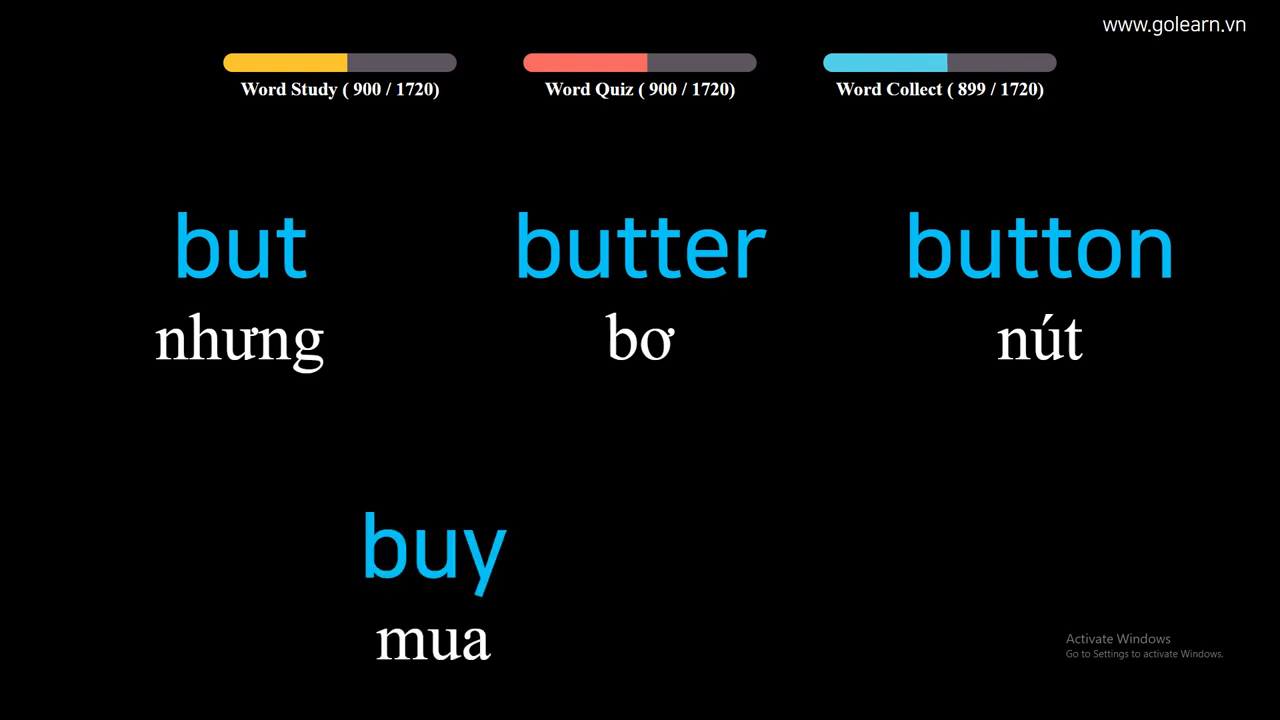 www.golearn.vn
Word Study ( 900 / 1720) Word Quiz ( 900 / 1720) Word Collect ( 899 / 1720)
but butter button
nhưng bơ nút
buy
mua
Activate Windows
Go to Settings to activate Windows.